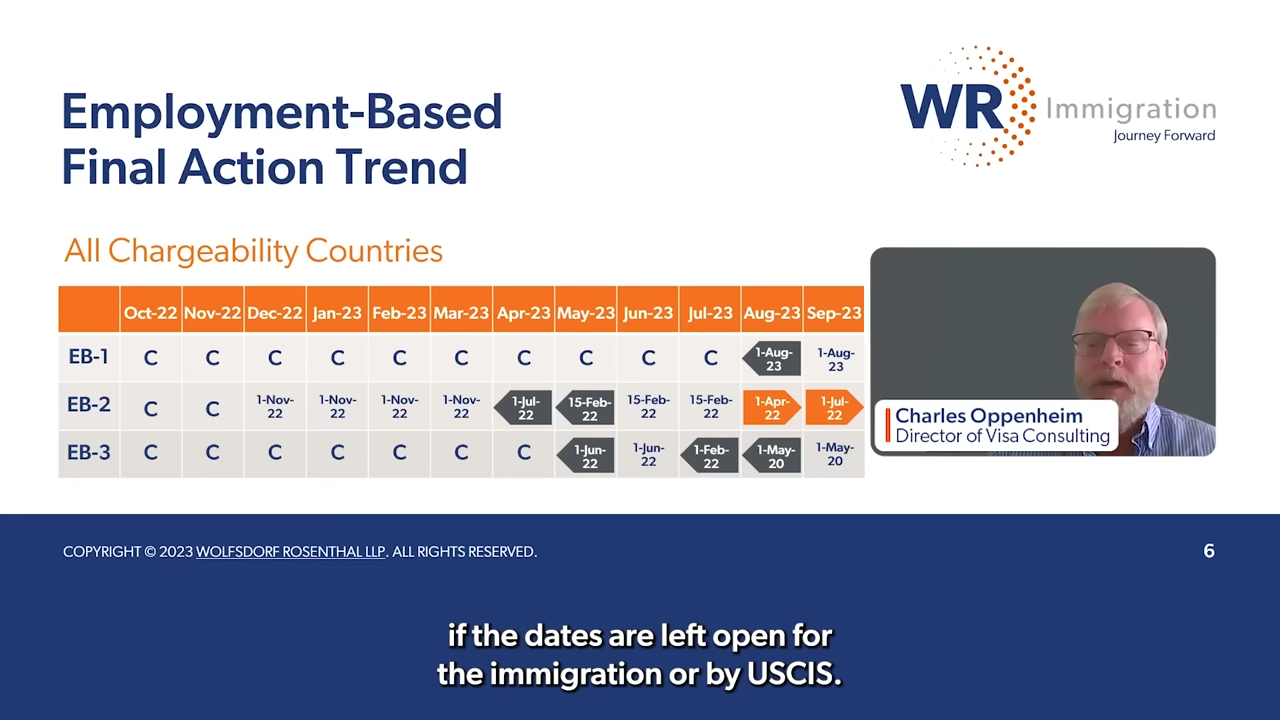 Employment-Based
Final Action Trend
WR Immigration
Journey Forward
All Chargeability Countries
Oct-22 Nov-22 Dec-22 Jan-23 Feb-23 Mar-23 Apr-23 May-23 Jun-23 Jul-23 Aug-23 Sep-23
EB-1 C C C C C C C C C C 1-Aug-23 1-Aug-23
EB-2 C C 1-Nov-22 1-Nov-22 1-Nov-22 1-Nov-22 1-Jul-22 15-Feb-22 15-Feb-22 15-Feb-22 1-Apr-22 1-Jul-22
EB-3 C C C C C C C 1-Jun-22 1-Jun-22 1-Feb-22 1-May-20 1-May-20
Charles Oppenheim
Director of Visa Consulting
COPYRIGHT © 2023 WOLFSDORF ROSENTHAL LLP. ALL RIGHTS RESERVED.
6
if the dates are left open for
the immigration or by USCIS.